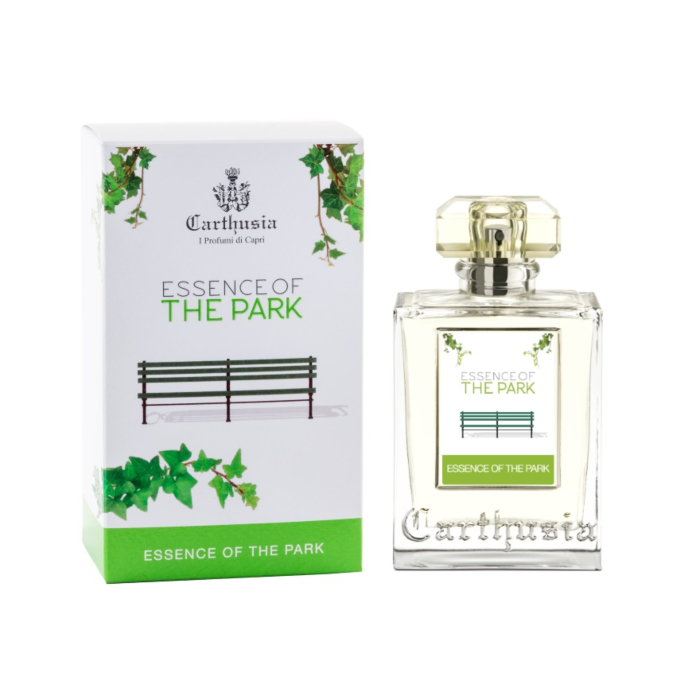 Carthusia
I Profumi di Capri
ESSENCE OF
THE PARK
ESSENCE OF THE PARK
ESSENCE OF
THE PARK
ESSENCE OF THE PARK
Carthusia